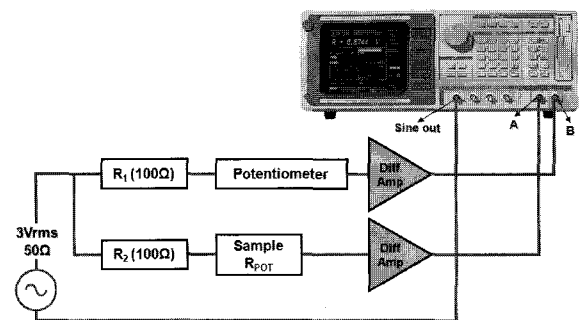 Sine out
A
B
R₁ (100Ω)
Potentiometer
Diff
Amp
3Vrms
50Ω
R₂ (100Ω)
Sample
R_POT
Diff
Amp